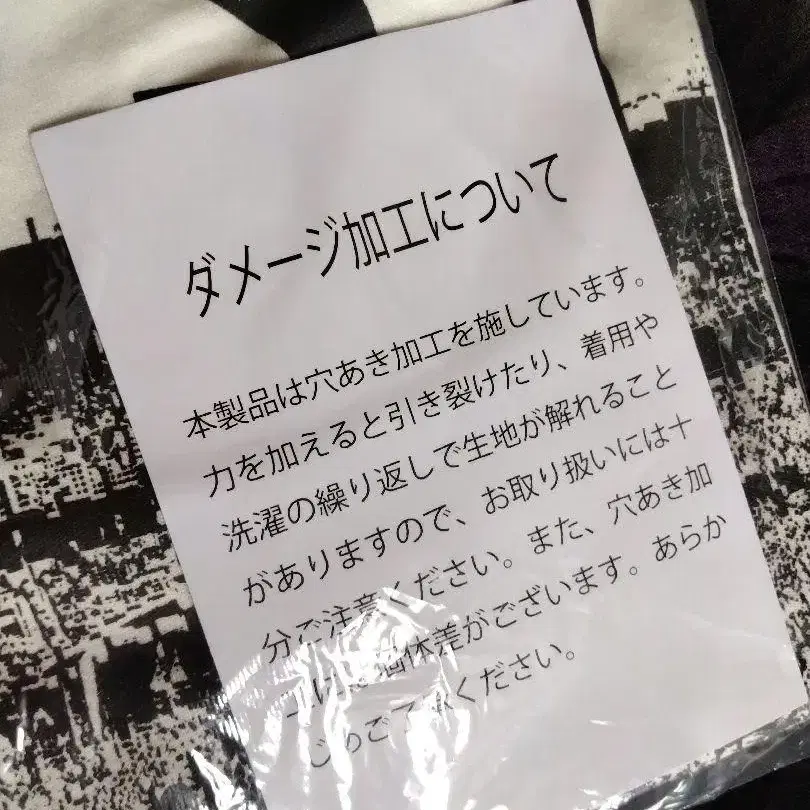 ダメージ加工について
本製品は穴あき加工を施しています。
力を加えると引き裂けたり、着用や
洗濯の繰り返しで生地が解れること
がありますので、お取り扱いには十
分ご注意ください。また、穴あき加
個体差がございます。あらか
じめご了承ください。